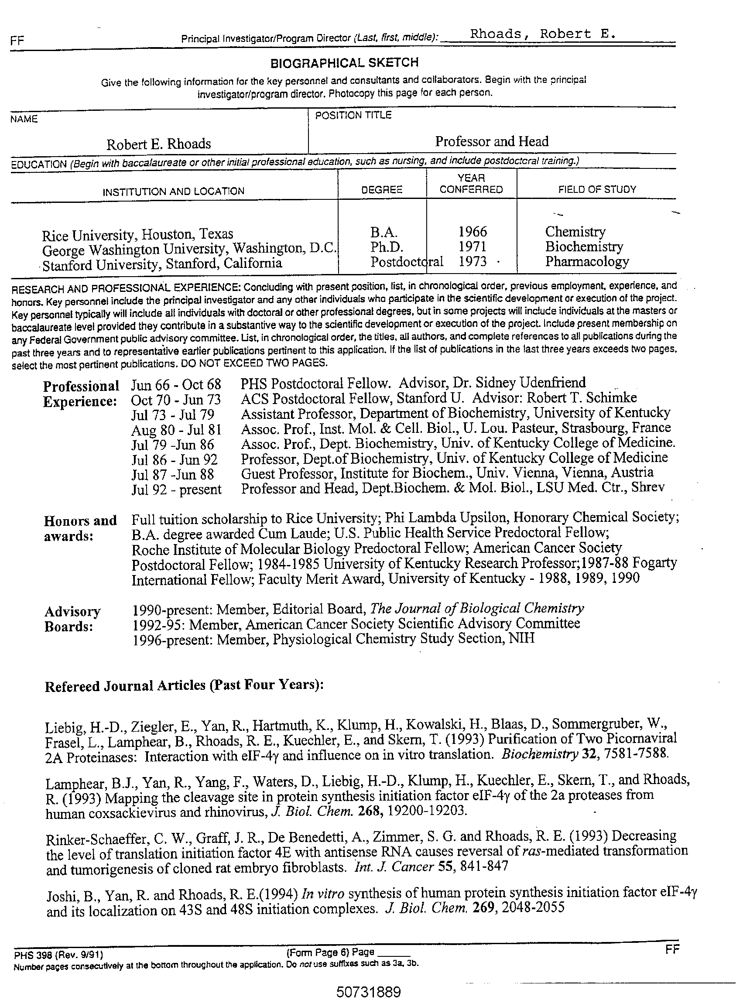 FF
Principal Investigator/Program Director (Last, first, middle): Rhoads, Robert E.
BIOGRAPHICAL SKETCH
Give the following information for the key personnel and consultants and collaborators. Begin with the principal
investigator/program director. Photocopy this page for each person.
NAME
POSITION TITLE
Robert E. Rhoads
Professor and Head
EDUCATION (Begin with baccalaureate or other initial professional education, such as nursing, and include postdoctoral training.)
INSTITUTION AND LOCATION DEGREE YEAR CONFERRED FIELD OF STUDY
Rice University, Houston, Texas B.A. 1966 Chemistry
George Washington University, Washington, D.C. Ph.D. 1971 Biochemistry
Stanford University, Stanford, California Postdoctoral 1973 Pharmacology
RESEARCH AND PROFESSIONAL EXPERIENCE: Concluding with present position, list, in chronological order, previous employment, experience, and
honors. Key personnel include the principal investigator and any other individuals who participate in the scientific development or execution of the project.
Key personnel typically will include all individuals with doctoral or other professional degrees, but in some projects will include individuals at the masters or
baccalaureate level provided they contribute in a substantive way to the scientific development or execution of the project. Include present membership on
any Federal Government public advisory committee. List, in chronological order, the titles, all authors, and complete references to all publications during the
past three years and to representative earlier publications pertinent to this application. If the list of publications in the last three years exceeds two pages,
select the most pertinent publications. DO NOT EXCEED TWO PAGES.
Professional Jun 66 - Oct 68 PHS Postdoctoral Fellow. Advisor, Dr. Sidney Udenfriend
Experience: Oct 70 - Jun 73 ACS Postdoctoral Fellow, Stanford U. Advisor: Robert T. Schimke
Jul 73 - Jul 79 Assistant Professor, Department of Biochemistry, University of Kentucky
Aug 80 - Jul 81 Assoc. Prof., Inst. Mol. & Cell. Biol., U. Lou. Pasteur, Strasbourg, France
Jul 79 -Jun 86 Assoc. Prof., Dept. Biochemistry, Univ. of Kentucky College of Medicine.
Jul 86 - Jun 92 Professor, Dept.of Biochemistry, Univ. of Kentucky College of Medicine
Jul 87 -Jun 88 Guest Professor, Institute for Biochem., Univ. Vienna, Vienna, Austria
Jul 92 - present Professor and Head, Dept.Biochem. & Mol. Biol., LSU Med. Ctr., Shrev
Honors and Full tuition scholarship to Rice University; Phi Lambda Upsilon, Honorary Chemical Society;
awards: B.A. degree awarded Cum Laude; U.S. Public Health Service Predoctoral Fellow;
Roche Institute of Molecular Biology Predoctoral Fellow; American Cancer Society
Postdoctoral Fellow; 1984-1985 University of Kentucky Research Professor;1987-88 Fogarty
International Fellow; Faculty Merit Award, University of Kentucky - 1988, 1989, 1990
Advisory 1990-present: Member, Editorial Board, The Journal of Biological Chemistry
Boards: 1992-95: Member, American Cancer Society Scientific Advisory Committee
1996-present: Member, Physiological Chemistry Study Section, NIH
Refereed Journal Articles (Past Four Years):
Liebig, H.-D., Ziegler, E., Yan, R., Hartmuth, K., Klump, H., Kowalski, H., Blaas, D., Sommergruber, W.,
Frasel, L., Lamphear, B., Rhoads, R. E., Kuechler, E., and Skern, T. (1993) Purification of Two Picornaviral
2A Proteinases: Interaction with eIF-4γ and influence on in vitro translation. Biochemistry 32, 7581-7588.
Lamphear, B.J., Yan, R., Yang, F., Waters, D., Liebig, H.-D., Klump, H., Kuechler, E., Skern, T., and Rhoads,
R. (1993) Mapping the cleavage site in protein synthesis initiation factor eIF-4γ of the 2a proteases from
human coxsackievirus and rhinovirus, J. Biol. Chem. 268, 19200-19203.
Rinker-Schaeffer, C. W., Graff, J. R., De Benedetti, A., Zimmer, S. G. and Rhoads, R. E. (1993) Decreasing
the level of translation initiation factor 4E with antisense RNA causes reversal of ras-mediated transformation
and tumorigenesis of cloned rat embryo fibroblasts. Int. J. Cancer 55, 841-847
Joshi, B., Yan, R. and Rhoads, R. E.(1994) In vitro synthesis of human protein synthesis initiation factor eIF-4γ
and its localization on 43S and 48S initiation complexes. J. Biol. Chem. 269, 2048-2055
PHS 398 (Rev. 9/91) (Form Page 6) Page FF
Number pages consecutively at the bottom throughout the application. Do not use suffixes such as 3a, 3b.
50731889